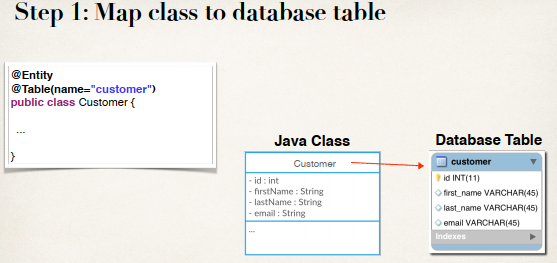 Step 1: Map class to database table
@Entity
@Table(name="customer")
public class Customer {
...
}
Java Class
Customer
- id : int
- firstName : String
- lastName : String
- email : String
...
Database Table
customer
id INT(11)
first_name VARCHAR(45)
last_name VARCHAR(45)
email VARCHAR(45)
Indexes